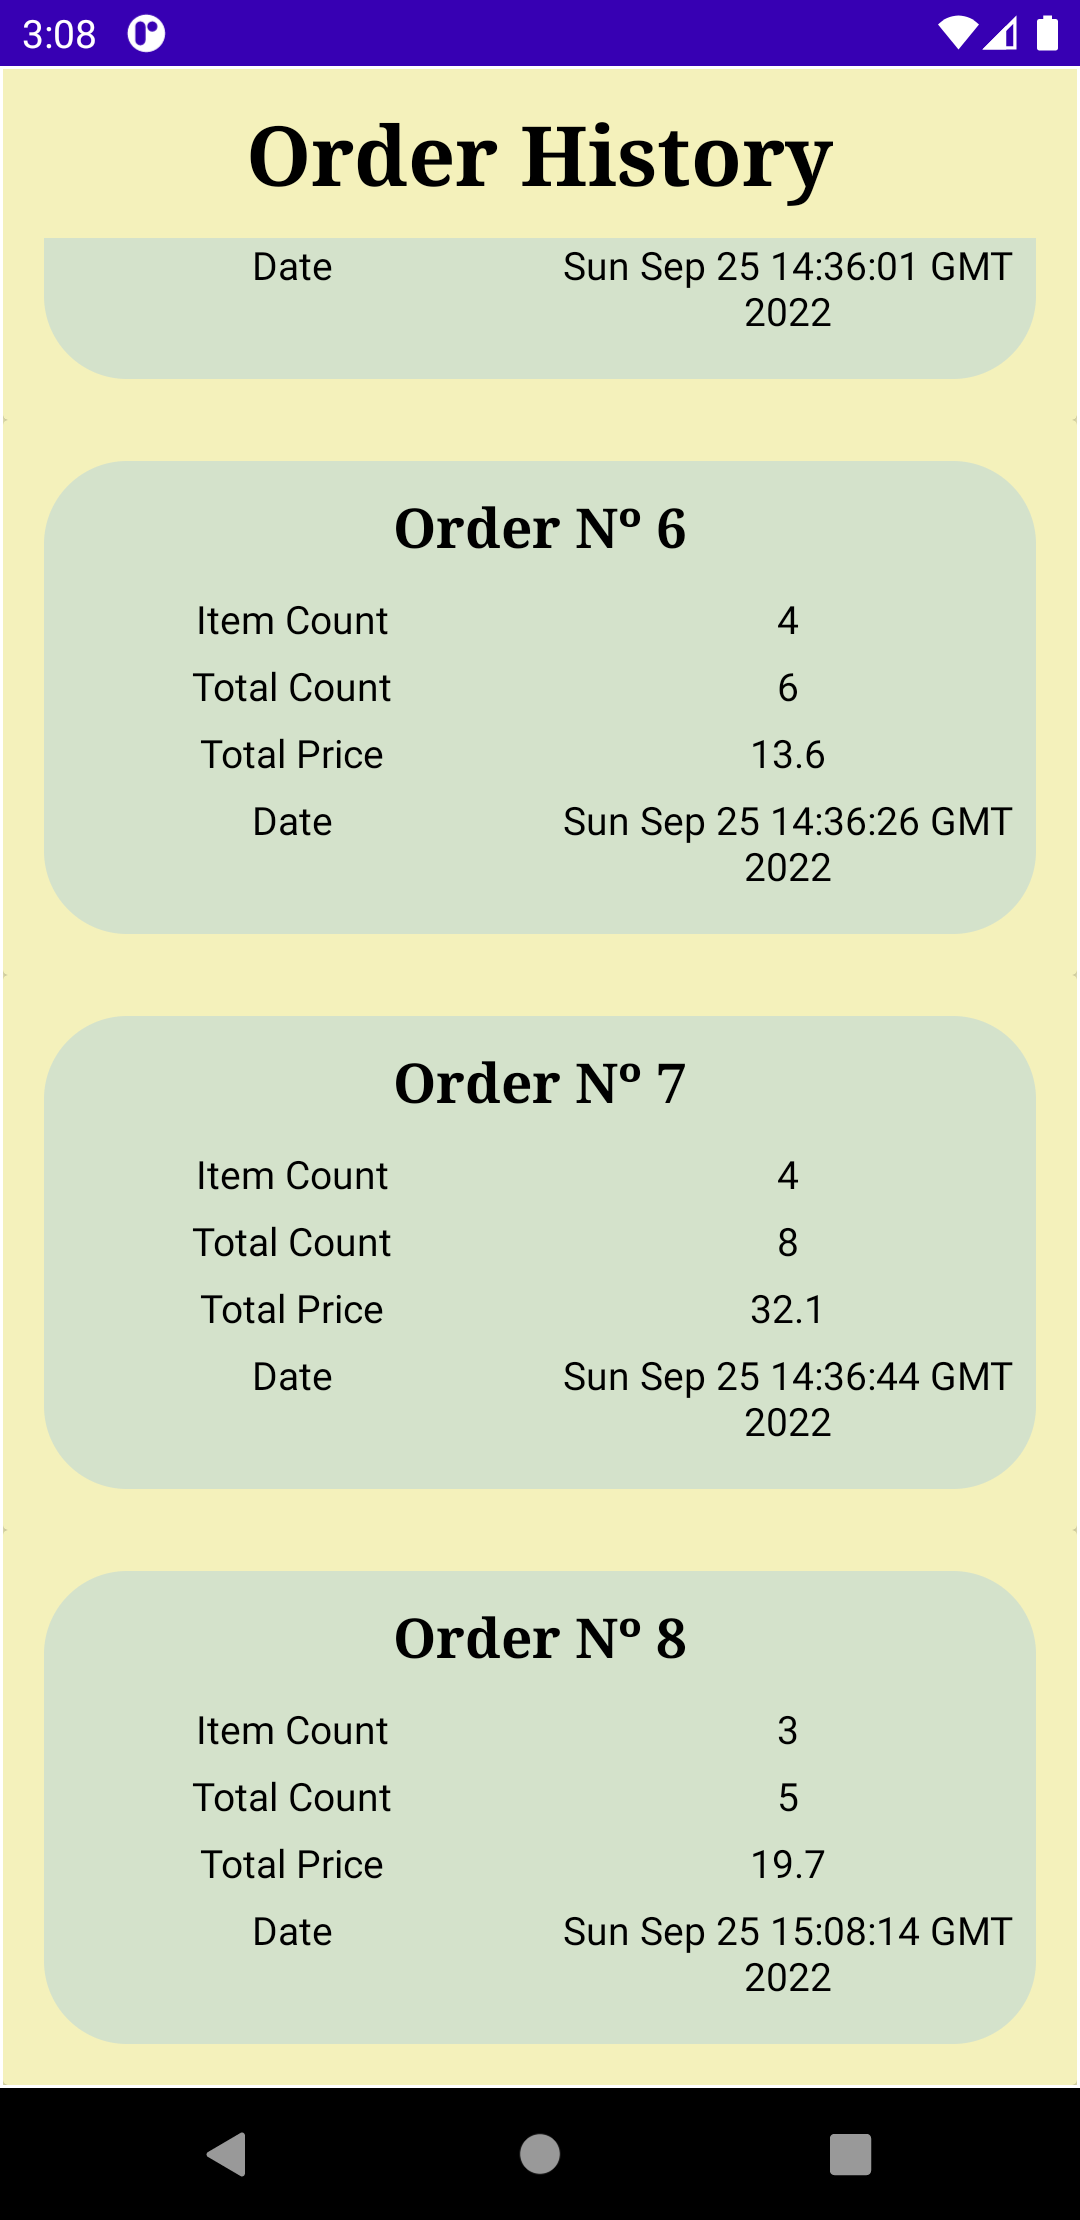 3:08
Order History
Date Sun Sep 25 14:36:01 GMT
2022
Order Nº 6
Item Count 4
Total Count 6
Total Price 13.6
Date Sun Sep 25 14:36:26 GMT
2022
Order Nº 7
Item Count 4
Total Count 8
Total Price 32.1
Date Sun Sep 25 14:36:44 GMT
2022
Order Nº 8
Item Count 3
Total Count 5
Total Price 19.7
Date Sun Sep 25 15:08:14 GMT
2022